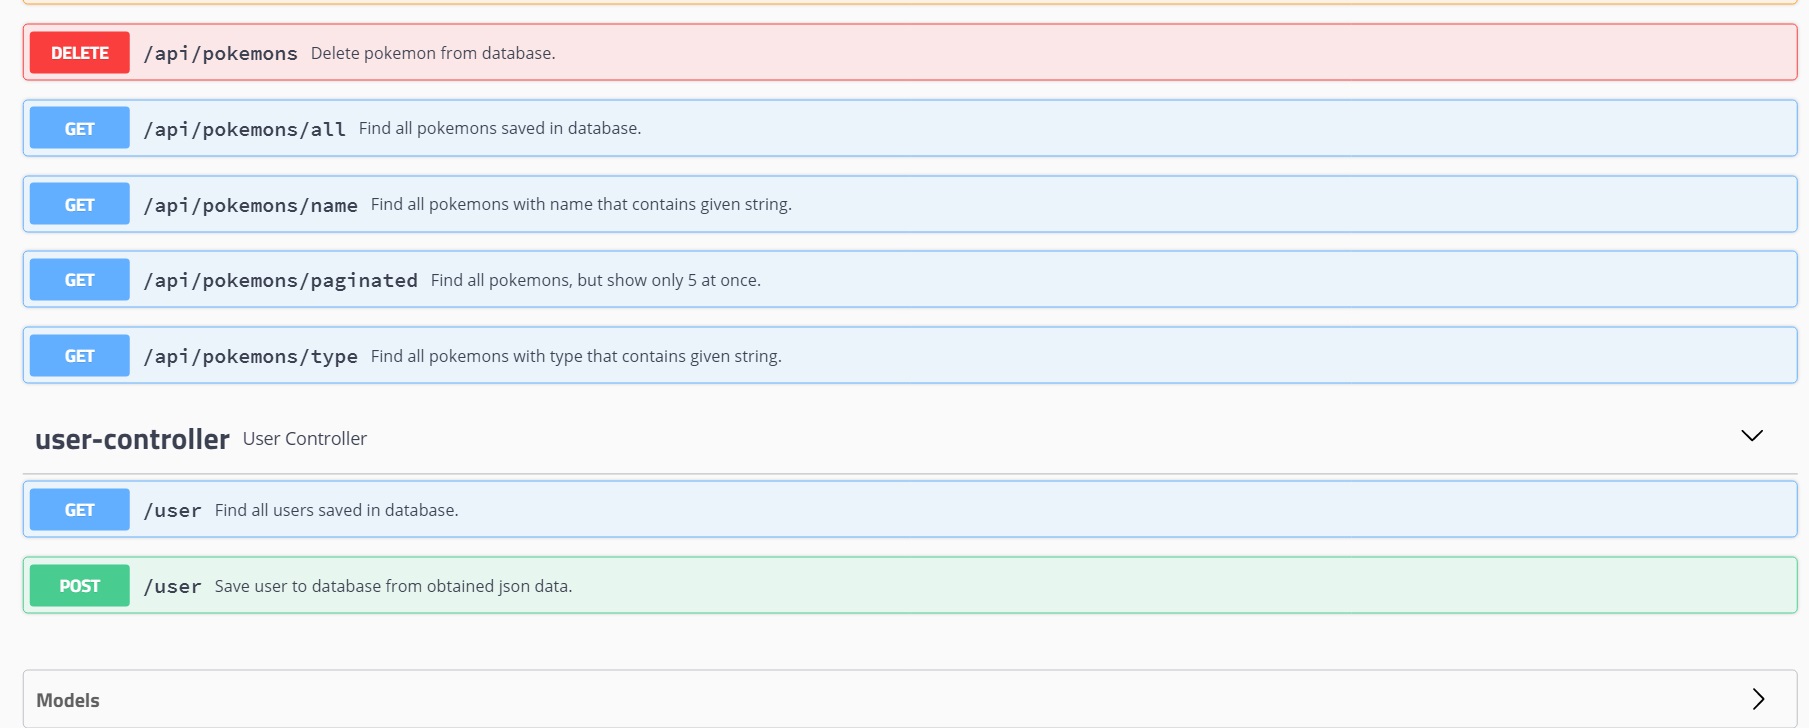 DELETE /api/pokemons Delete pokemon from database.
GET /api/pokemons/all Find all pokemons saved in database.
GET /api/pokemons/name Find all pokemons with name that contains given string.
GET /api/pokemons/paginated Find all pokemons, but show only 5 at once.
GET /api/pokemons/type Find all pokemons with type that contains given string.
user-controller User Controller
GET /user Find all users saved in database.
POST /user Save user to database from obtained json data.
Models